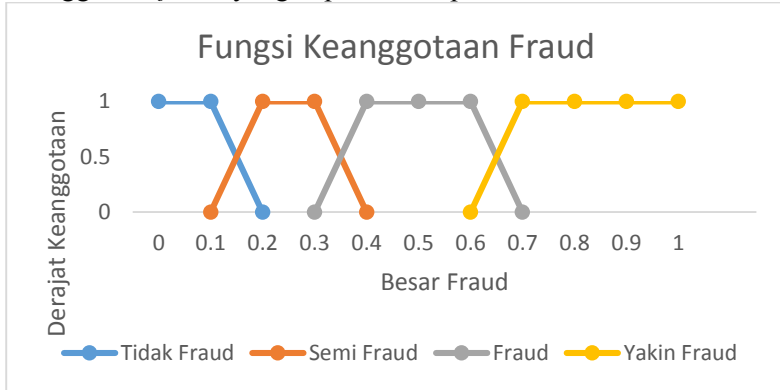 Fungsi Keanggotaan Fraud
1
0.5
0
Derajat Keanggotaan
0 0.1 0.2 0.3 0.4 0.5 0.6 0.7 0.8 0.9 1
Besar Fraud
Tidak Fraud Semi Fraud Fraud Yakin Fraud